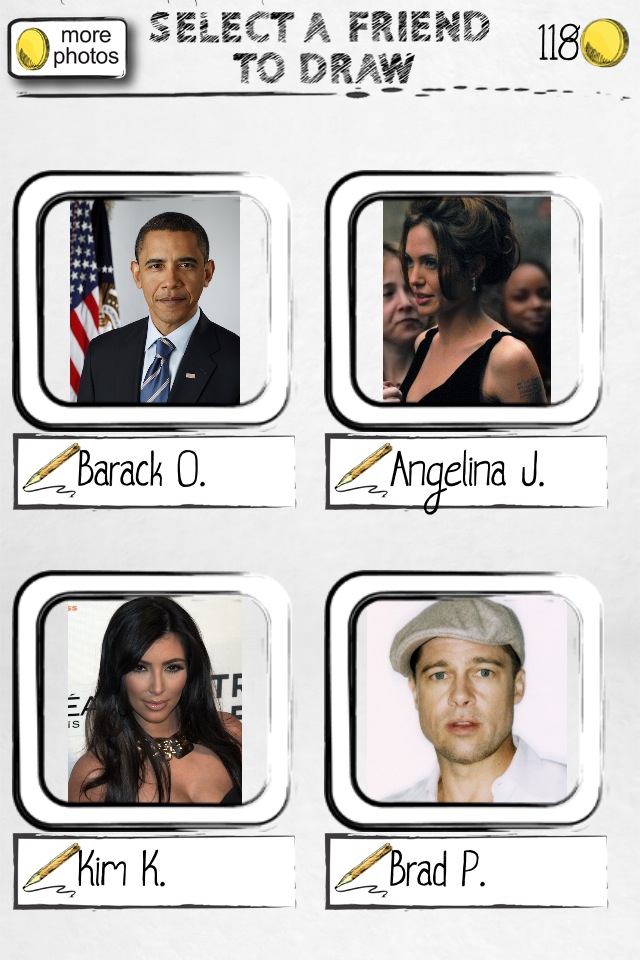 more
photos
SELECT A FRIEND
TO DRAW
118
Barack O.
Angelina J.
Kim K.
Brad P.